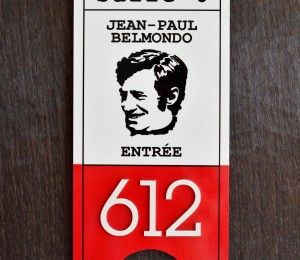 JEAN-PAUL
BELMONDO
ENTRÉE
612